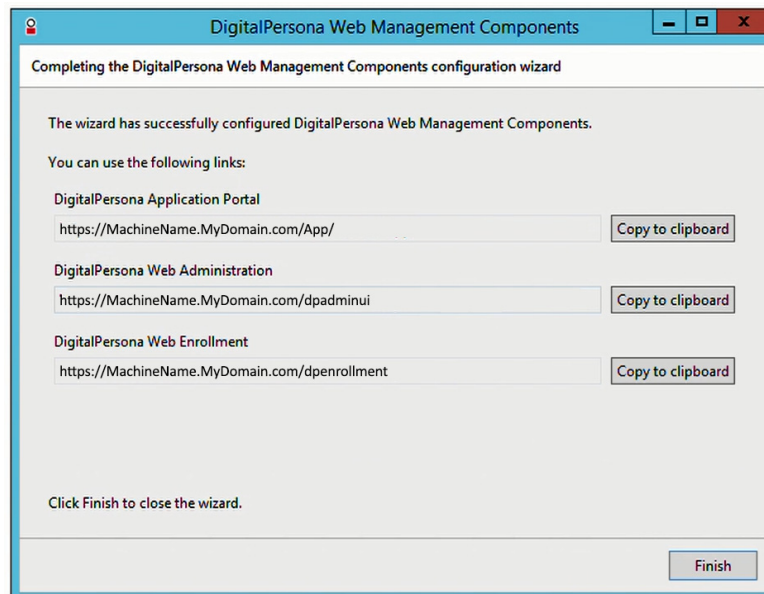 DigitalPersona Web Management Components
Completing the DigitalPersona Web Management Components configuration wizard
The wizard has successfully configured DigitalPersona Web Management Components.
You can use the following links:
DigitalPersona Application Portal
https://MachineName.MyDomain.com/App/ Copy to clipboard
DigitalPersona Web Administration
https://MachineName.MyDomain.com/dpadminui Copy to clipboard
DigitalPersona Web Enrollment
https://MachineName.MyDomain.com/dpenrollment Copy to clipboard
Click Finish to close the wizard.
Finish